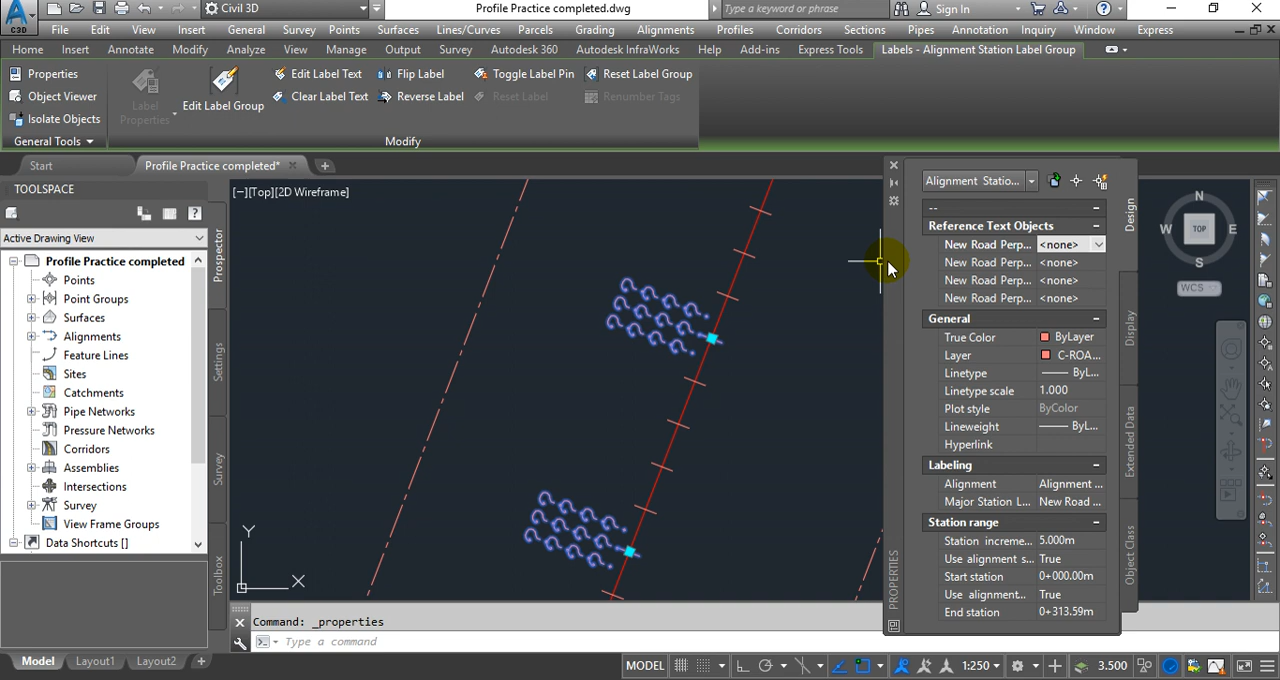 Civil 3D
Profile Practice completed.dwg
Type a keyword or phrase
Sign In
File Edit View Insert General Survey Points Surfaces Lines/Curves Parcels Grading Alignments Profiles Corridors Sections Pipes Annotation Inquiry Window Express
C3D
Home Insert Annotate Modify Analyze View Manage Output Survey Autodesk 360 Autodesk InfraWorks Help Add-ins Express Tools Labels - Alignment Station Label Group
Properties
Object Viewer
Isolate Objects
General Tools
Label Properties
Edit Label Group
Edit Label Text
Clear Label Text
Flip Label
Reverse Label
Toggle Label Pin
Reset Label
Reset Label Group
Renumber Tags
Modify
Start
Profile Practice completed*
TOOLSPACE
Active Drawing View
Profile Practice completed
Points
Point Groups
Surfaces
Alignments
Feature Lines
Sites
Catchments
Pipe Networks
Pressure Networks
Corridors
Assemblies
Intersections
Survey
View Frame Groups
Data Shortcuts []
Prospector
Settings
Survey
Toolbox
[−][Top][2D Wireframe]
Y
X
N
W
TOP
E
S
WCS
Alignment Statio...
--
Reference Text Objects
New Road Perp... <none>
New Road Perp... <none>
New Road Perp... <none>
New Road Perp... <none>
General
True Color ByLayer
Layer C-ROA...
Linetype ByL...
Linetype scale 1.000
Plot style ByColor
Lineweight ByL...
Hyperlink
Labeling
Alignment Alignment ...
Major Station L... New Road ...
Station range
Station increme... 5.000m
Use alignment s... True
Start station 0+000.00m
Use alignment... True
End station 0+313.59m
Design
Display
Extended Data
Object Class
PROPERTIES
Command: _properties
Type a command
Model Layout1 Layout2 +
MODEL
1:250
3.500